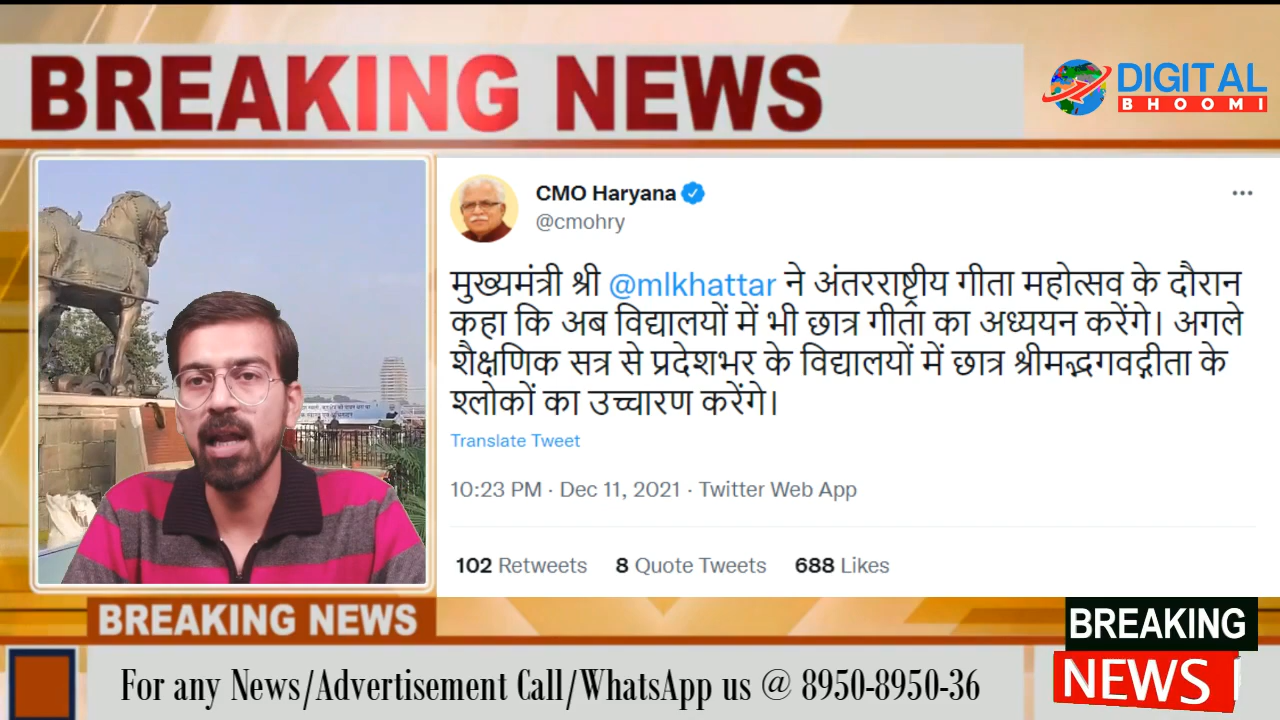 BREAKING NEWS
DIGITAL
BHOOMI
CMO Haryana
@cmohry
मुख्यमंत्री श्री @mlkhattar ने अंतरराष्ट्रीय गीता महोत्सव के दौरान
कहा कि अब विद्यालयों में भी छात्र गीता का अध्ययन करेंगे। अगले
शैक्षणिक सत्र से प्रदेशभर के विद्यालयों में छात्र श्रीमद्भगवद्गीता के
श्लोकों का उच्चारण करेंगे।
Translate Tweet
10:23 PM · Dec 11, 2021 · Twitter Web App
102 Retweets 8 Quote Tweets 688 Likes
BREAKING NEWS
BREAKING
NEWS
For any News/Advertisement Call/WhatsApp us @ 8950-8950-36